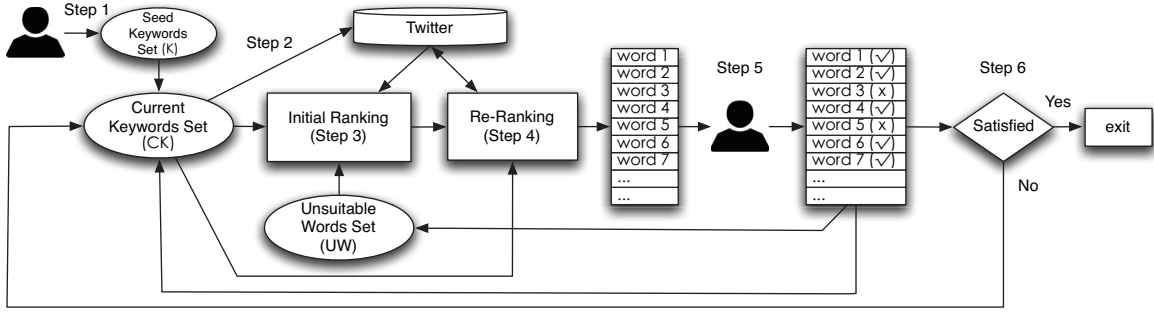 Step 1
Seed
Keywords
Set (K)
Step 2
Twitter
Current
Keywords Set
(CK)
Initial Ranking
(Step 3)
Re-Ranking
(Step 4)
Unsuitable
Words Set
(UW)
word 1
word 2
word 3
word 4
word 5
word 6
word 7
...
...
Step 5
word 1 (✓)
word 2 (✓)
word 3 (x)
word 4 (✓)
word 5 (x)
word 6 (✓)
word 7 (✓)
...
...
Step 6
Satisfied
Yes
No
exit